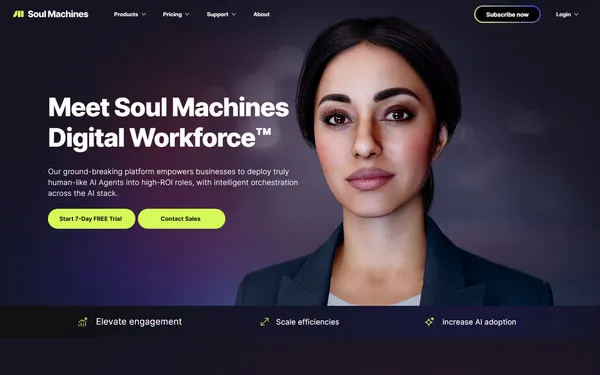 Soul Machines
Products
Pricing
Support
About
Subscribe now
Login
Meet Soul Machines
Digital Workforce™
Our ground-breaking platform empowers businesses to deploy truly
human-like AI Agents into high-ROI roles, with intelligent orchestration
across the AI stack.
Start 7-Day FREE Trial
Contact Sales
Elevate engagement
Scale efficiencies
Increase AI adoption